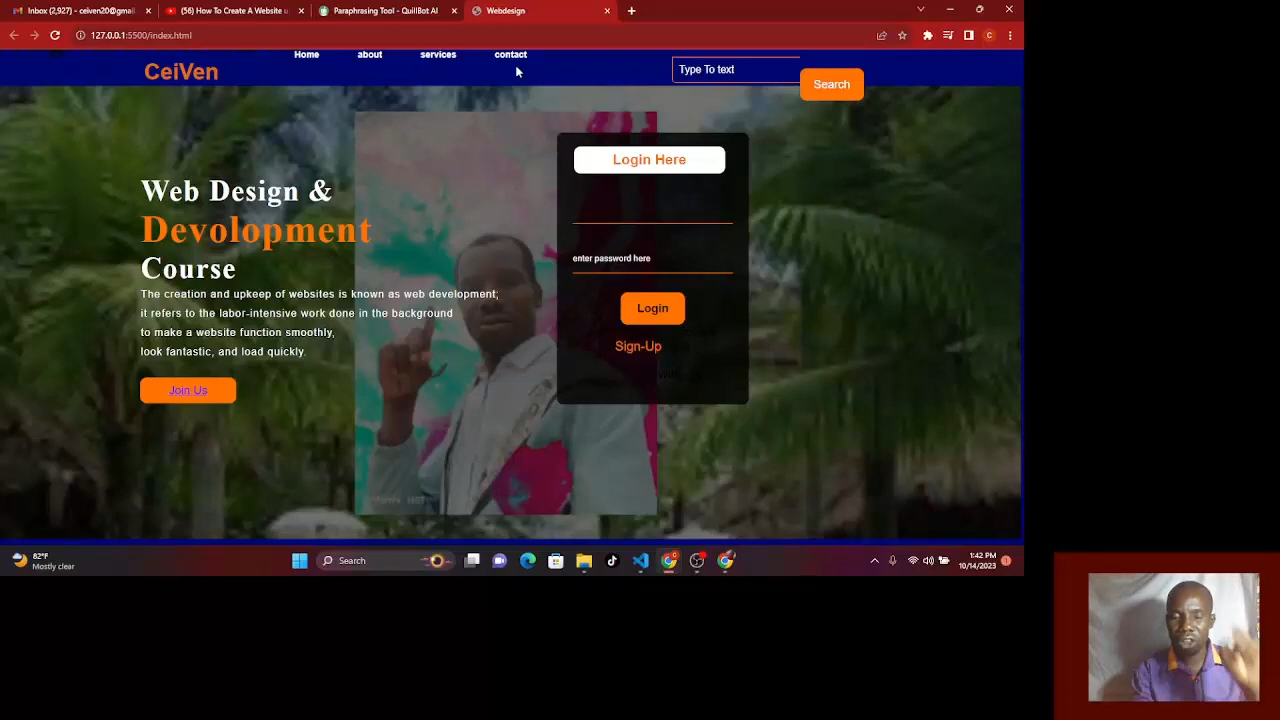 Inbox (2,927) - ceiven20@gmai
(56) How To Create A Website u
Paraphrasing Tool - QuillBot AI
Webdesign
127.0.0.1:5500/index.html
C
Home
about
services
contact
CeiVen
Type To text
Search
Login Here
Web Design &
Devolopment
Course
The creation and upkeep of websites is known as web development;
it refers to the labor-intensive work done in the background
to make a website function smoothly,
look fantastic, and load quickly.
Join Us
enter password here
Login
Sign-Up
82°F
Mostly clear
Search
1:42 PM
10/14/2023
1